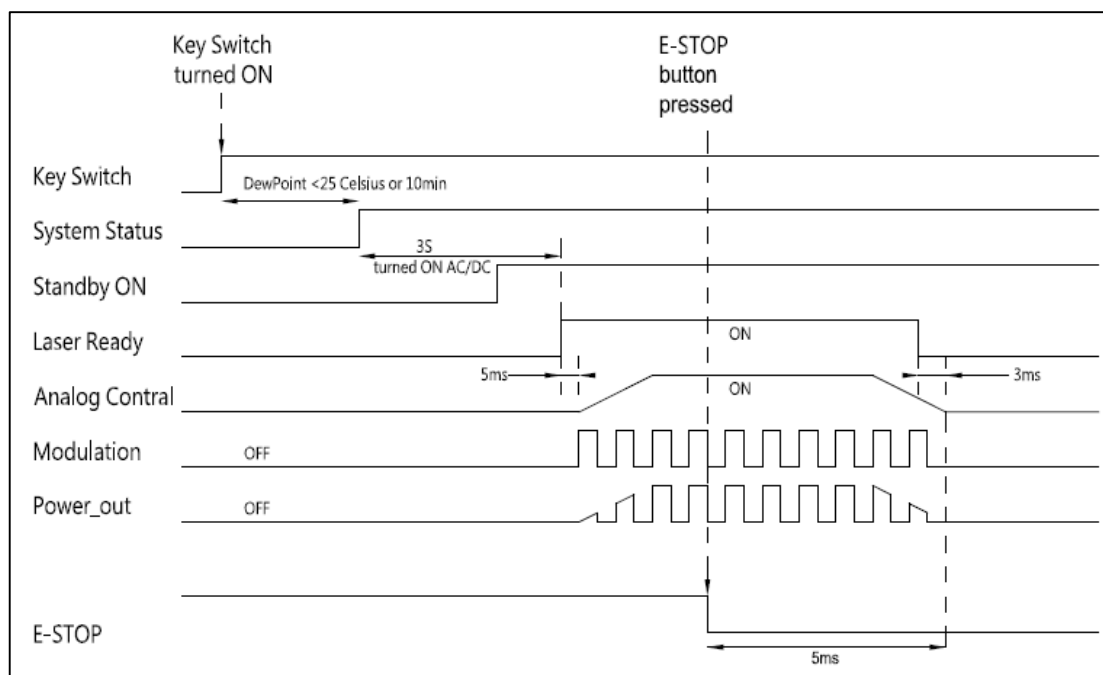 Key Switch
turned ON
E-STOP
button
pressed
Key Switch
DewPoint <25 Celsius or 10min
System Status
3S
turned ON AC/DC
Standby ON
Laser Ready
ON
5ms
3ms
Analog Contral
ON
Modulation
OFF
Power_out
OFF
E-STOP
5ms